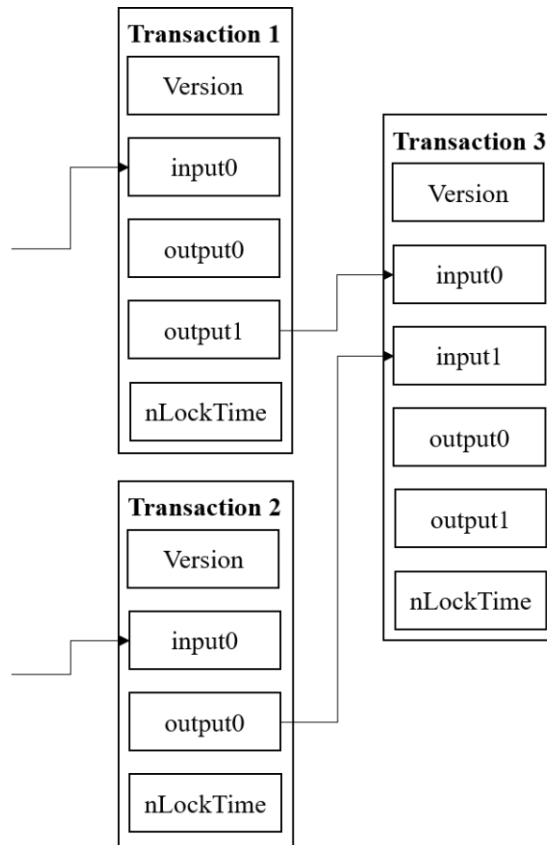 Transaction 1
Version
input0
output0
output1
nLockTime
Transaction 2
Version
input0
output0
nLockTime
Transaction 3
Version
input0
input1
output0
output1
nLockTime